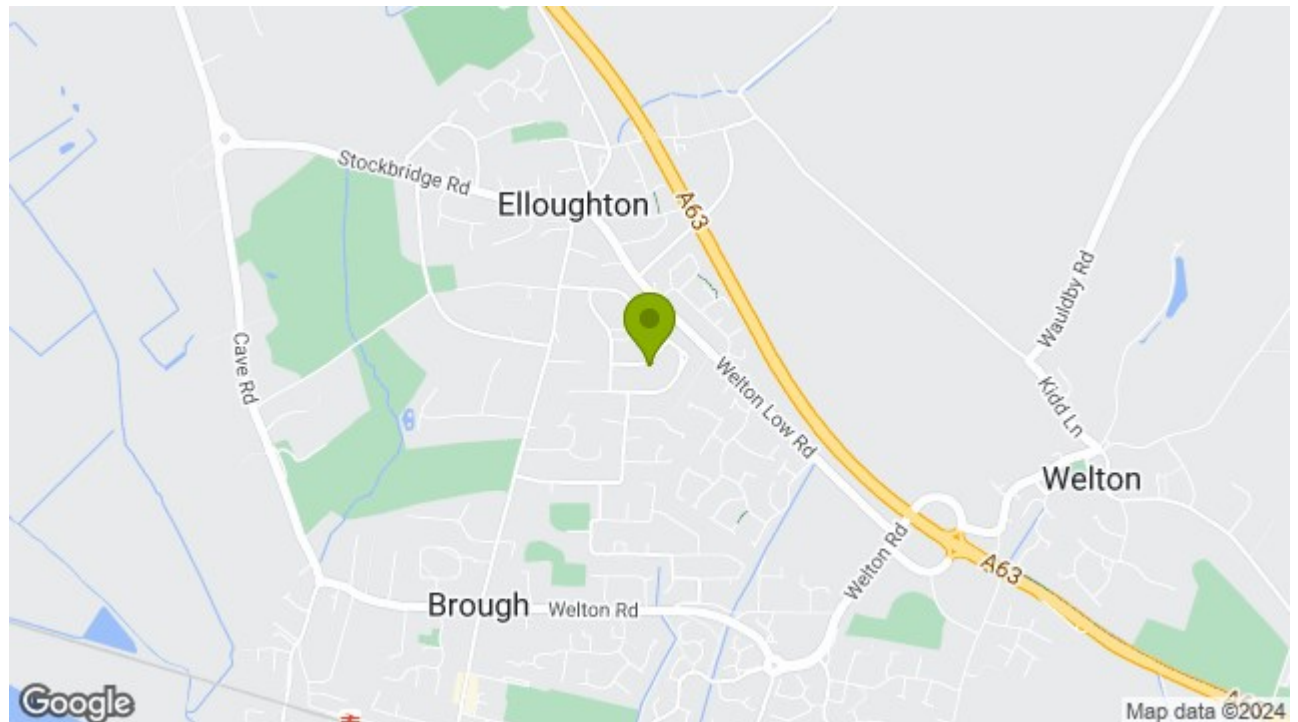 Stockbridge Rd
Elloughton
A63
Wauldby Rd
Cave Rd
Welton Low Rd
Kidd Ln
Welton
Welton Rd
A63
Brough
Welton Rd
Google
Map data ©2024